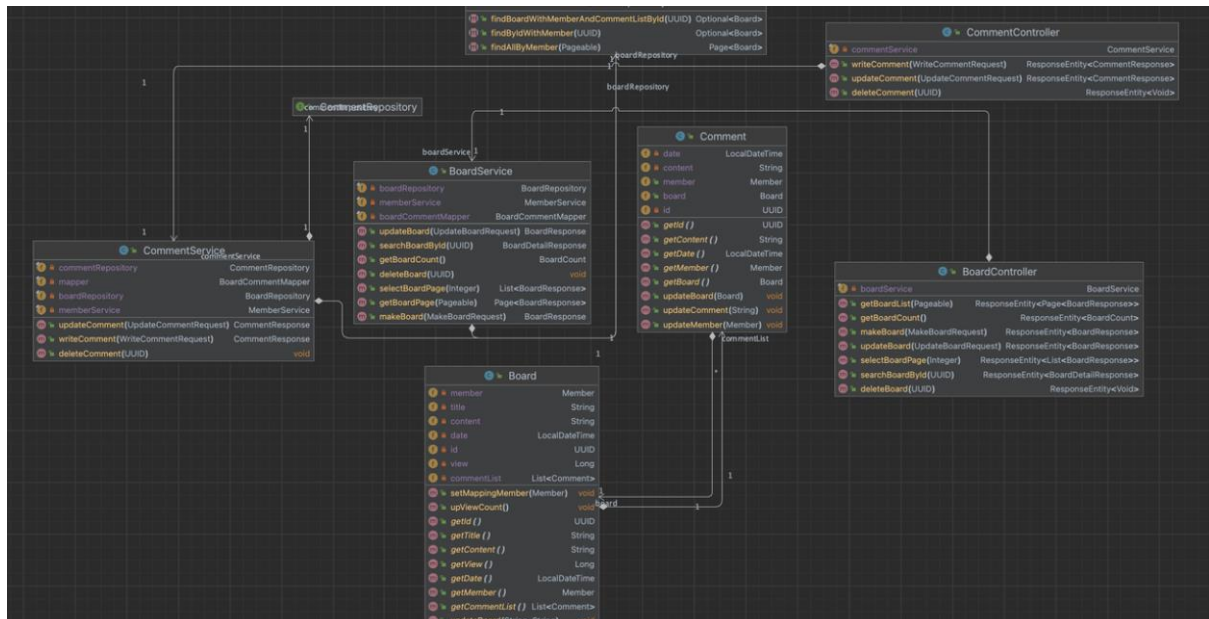 findBoardWithMemberAndCommentListById(UUID) Optional<Board>
findByIdWithMember(UUID) Optional<Board>
findAllByMember(Pageable) Page<Board>
boardRepository
1
boardRepository
CommentController
commentService CommentService
writeComment(WriteCommentRequest) ResponseEntity<CommentResponse>
updateComment(UpdateCommentRequest) ResponseEntity<CommentResponse>
deleteComment(UUID) ResponseEntity<Void>
1
CommentRepository
1
1
boardService 1
BoardService
boardRepository BoardRepository
memberService MemberService
boardCommentMapper BoardCommentMapper
updateBoard(UpdateBoardRequest) BoardResponse
searchBoardById(UUID) BoardDetailResponse
getBoardCount() BoardCount
deleteBoard(UUID) void
selectBoardPage(Integer) List<BoardResponse>
getBoardPage(Pageable) Page<BoardResponse>
makeBoard(MakeBoardRequest) BoardResponse
Comment
date LocalDateTime
content String
member Member
board Board
id UUID
getId() UUID
getContent() String
getDate() LocalDateTime
getMember() Member
getBoard() Board
updateBoard(Board) void
updateComment(String) void
updateMember(Member) void
commentList
1
1
CommentService
commentService
commentRepository CommentRepository
mapper BoardCommentMapper
boardRepository BoardRepository
memberService MemberService
updateComment(UpdateCommentRequest) CommentResponse
writeComment(WriteCommentRequest) CommentResponse
deleteComment(UUID) void
1
1
BoardController
boardService BoardService
getBoardList(Pageable) ResponseEntity<Page<BoardResponse>>
getBoardCount() ResponseEntity<BoardCount>
makeBoard(MakeBoardRequest) ResponseEntity<BoardResponse>
updateBoard(UpdateBoardRequest) ResponseEntity<BoardResponse>
selectBoardPage(Integer) ResponseEntity<List<BoardResponse>>
searchBoardById(UUID) ResponseEntity<BoardDetailResponse>
deleteBoard(UUID) ResponseEntity<Void>
Board
member Member
title String
content String
date LocalDateTime
id UUID
view Long
commentList List<Comment>
setMappingMember(Member) void
upViewCount() void
getId() UUID
getTitle() String
getContent() String
getView() Long
getDate() LocalDateTime
getMember() Member
getCommentList() List<Comment>
*
1
1
board
1